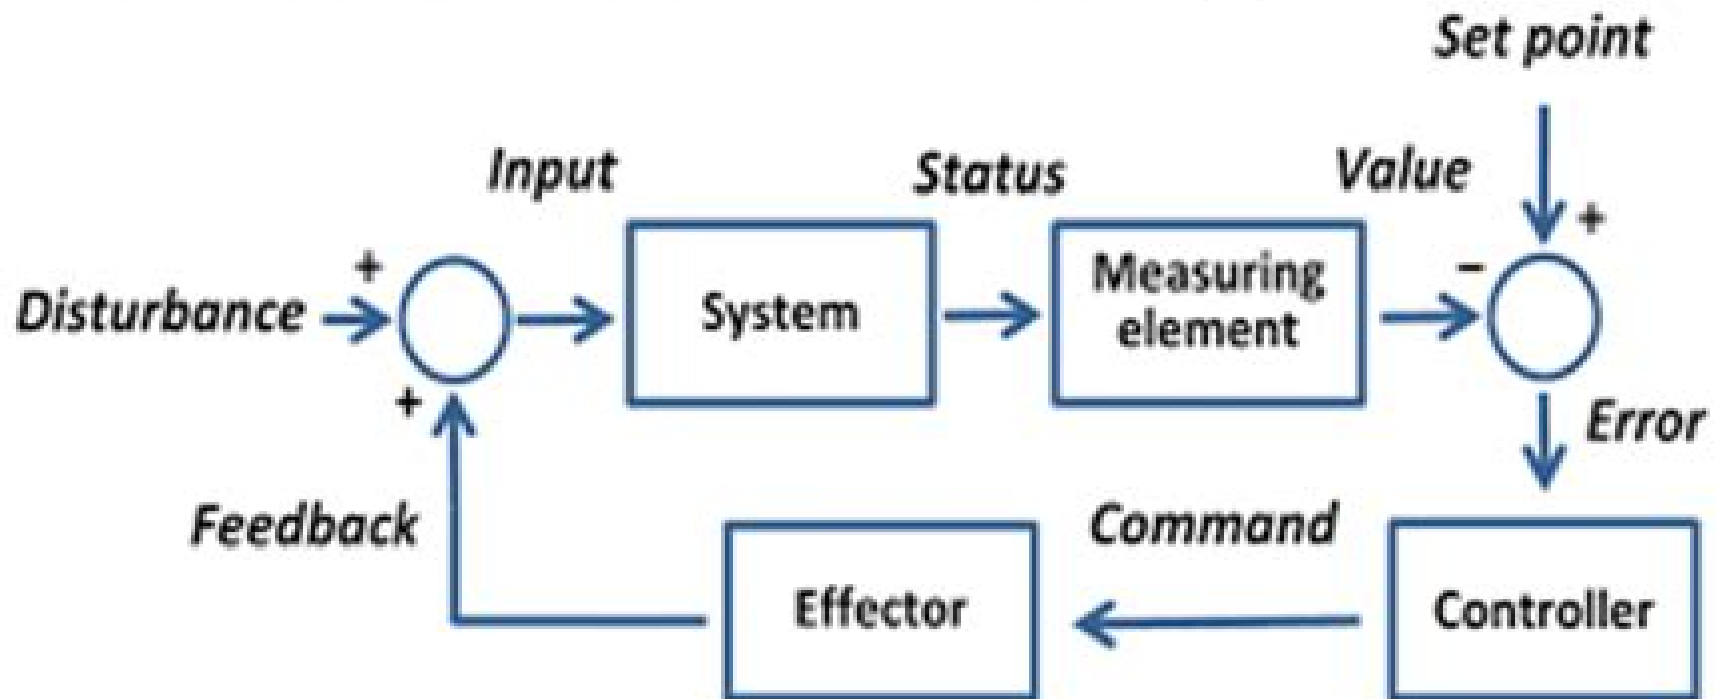 Set point
Input
Status
Value
+
Disturbance
+
System
Measuring
element
−
+
Error
Feedback
Effector
Command
Controller